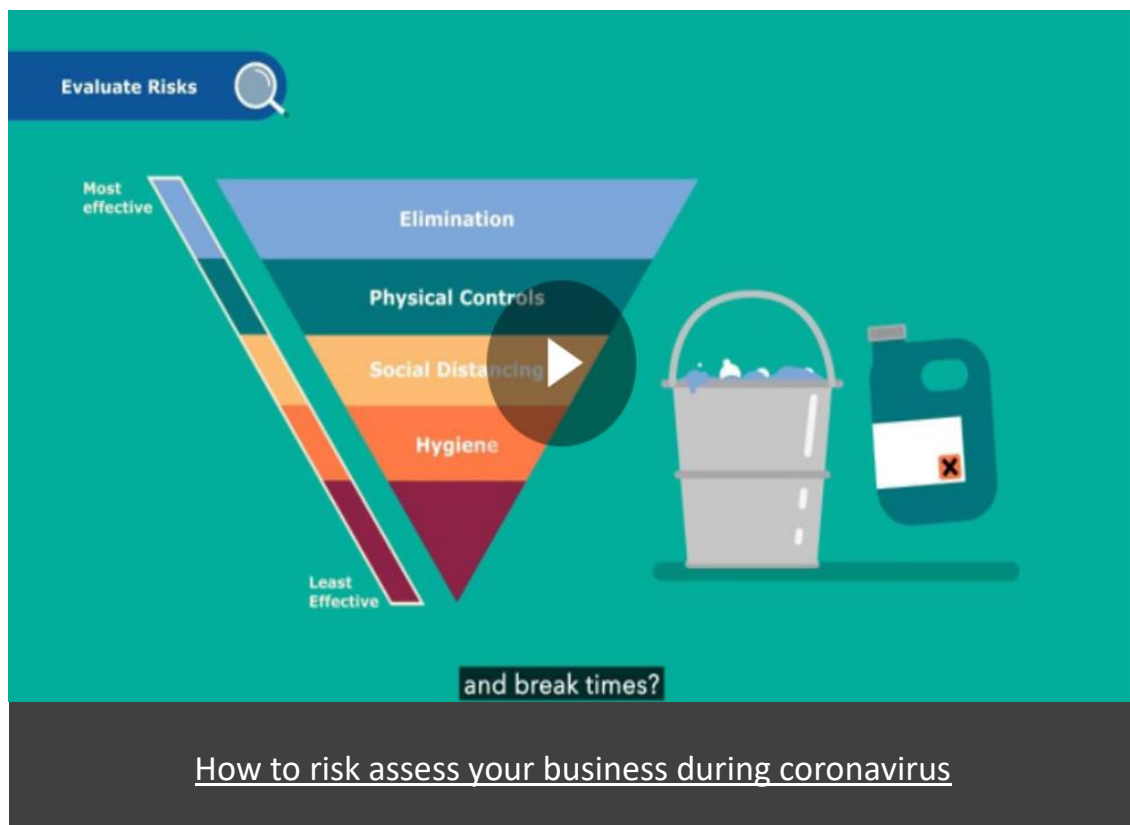 Evaluate Risks
Most
effective
Elimination
Physical Controls
Social Distancing
Hygiene
Least
Effective
and break times?
How to risk assess your business during coronavirus